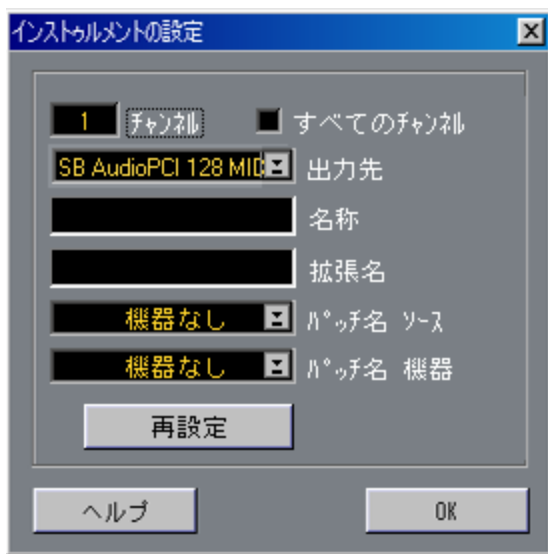 インストゥルメントの設定
1 チャンネル すべてのチャンネル
SB AudioPCI 128 MID 出力先
名称
拡張名
機器なし パッチ名 ソース
機器なし パッチ名 機器
再設定
ヘルプ OK